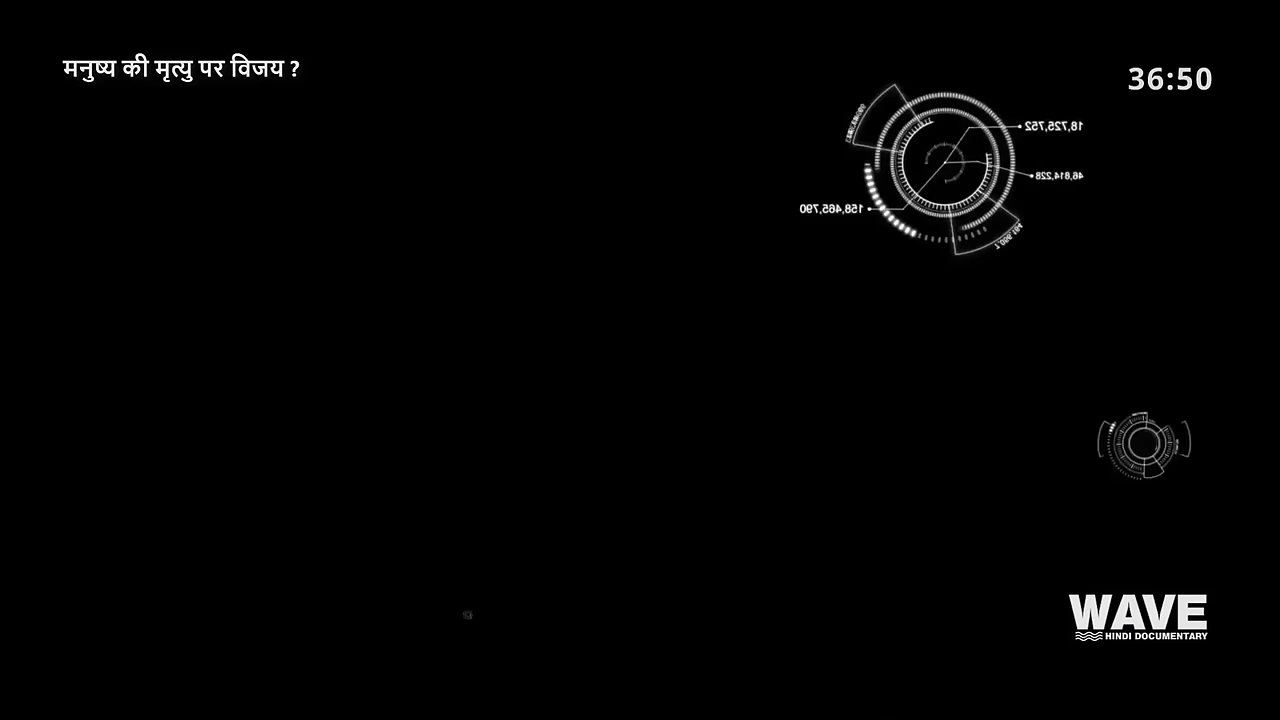 मनुष्य की मृत्यु पर विजय ?
36:50
18,725,752
46,814,228
158,465,790
WAVE
HINDI DOCUMENTARY